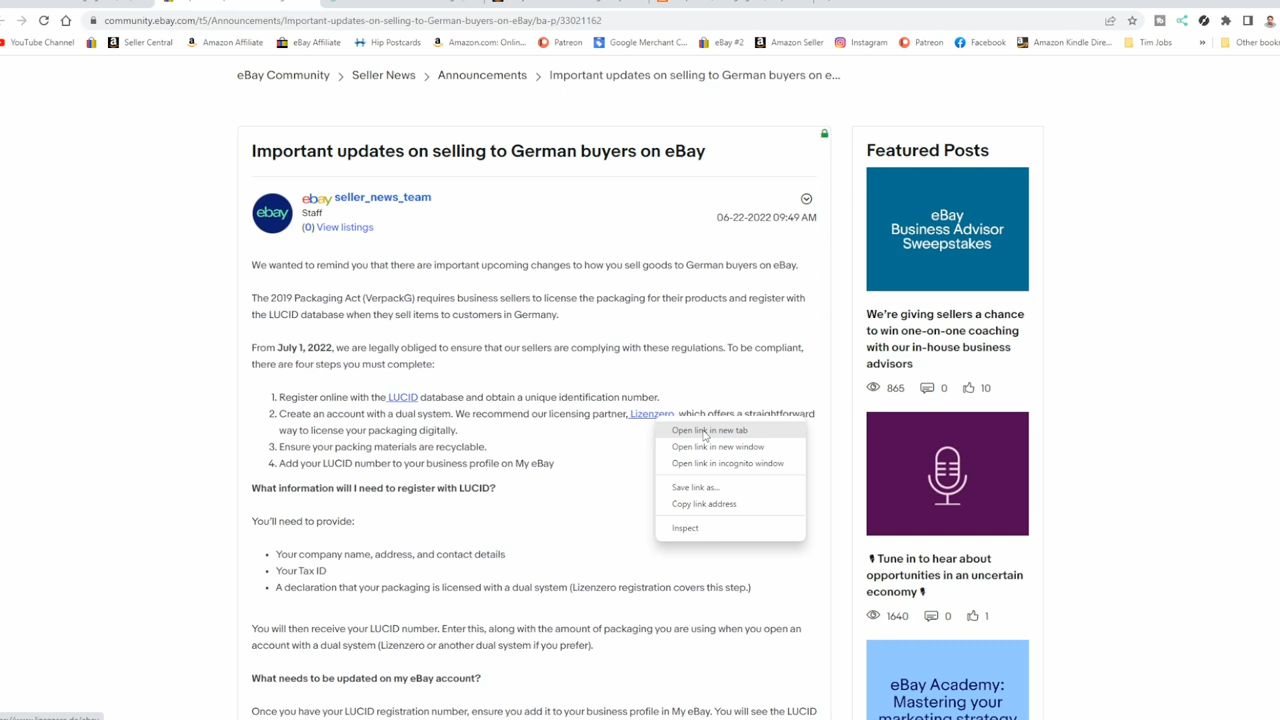 community.ebay.com/t5/Announcements/Important-updates-on-selling-to-German-buyers-on-eBay/ba-p/33021162
YouTube Channel
Seller Central
Amazon Affiliate
eBay Affiliate
Hip Postcards
Amazon.com: Onlin...
Patreon
Google Merchant C...
eBay #2
Amazon Seller
Instagram
Patreon
Facebook
Amazon Kindle Dire...
Tim Jobs
»
Other book
eBay Community > Seller News > Announcements > Important updates on selling to German buyers on e...
Important updates on selling to German buyers on eBay
ebay
ebay seller_news_team
Staff
(0) View listings
06-22-2022 09:49 AM
We wanted to remind you that there are important upcoming changes to how you sell goods to German buyers on eBay.
The 2019 Packaging Act (VerpackG) requires business sellers to license the packaging for their products and register with
the LUCID database when they sell items to customers in Germany.
From July 1, 2022, we are legally obliged to ensure that our sellers are complying with these regulations. To be compliant,
there are four steps you must complete:
1. Register online with the LUCID database and obtain a unique identification number.
2. Create an account with a dual system. We recommend our licensing partner, Lizenzero, which offers a straightforward
way to license your packaging digitally.
3. Ensure your packing materials are recyclable.
4. Add your LUCID number to your business profile on My eBay
Open link in new tab
Open link in new window
Open link in incognito window
Save link as...
Copy link address
Inspect
What information will I need to register with LUCID?
You'll need to provide:
• Your company name, address, and contact details
• Your Tax ID
• A declaration that your packaging is licensed with a dual system (Lizenzero registration covers this step.)
You will then receive your LUCID number. Enter this, along with the amount of packaging you are using when you open an
account with a dual system (Lizenzero or another dual system if you prefer).
What needs to be updated on my eBay account?
Once you have your LUCID registration number, ensure you add it to your business profile in My eBay. You will see the LUCID
Featured Posts
eBay
Business Advisor
Sweepstakes
We're giving sellers a chance
to win one-on-one coaching
with our in-house business
advisors
865 0 10
Tune in to hear about
opportunities in an uncertain
economy
1640 0 1
eBay Academy:
Mastering your
marketing strategy